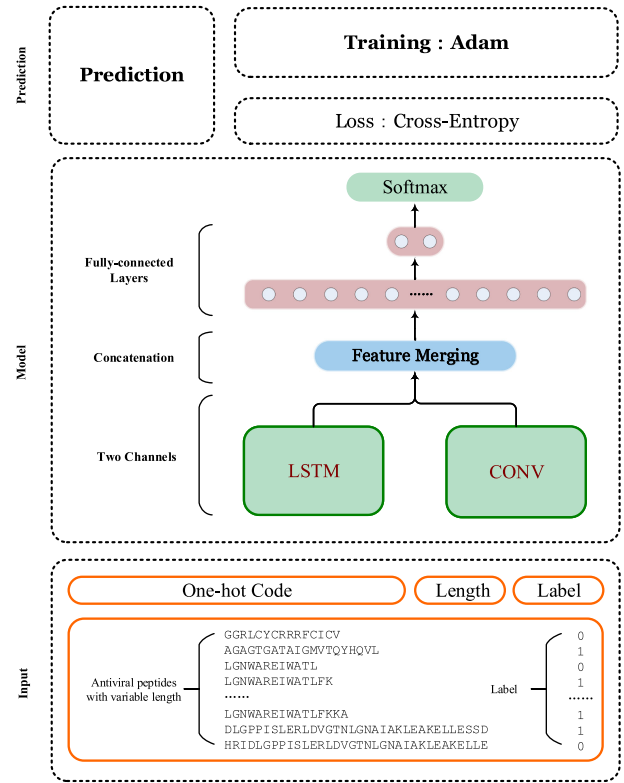 Prediction
Prediction
Training : Adam
Loss : Cross-Entropy
Model
Softmax
Fully-connected
Layers
......
Concatenation
Feature Merging
Two Channels
LSTM
CONV
Input
One-hot Code
Length
Label
Antiviral peptides
with variable length
GGRLCYCRRRFCICV
AGAGTGATAIGMVTQYHQVL
LGNWAREIWATL
LGNWAREIWATLFK
......
LGNWAREIWATLFKKA
DLGPPISLERLDVGTNLGNAIAKLEAKELLESSD
HRIDLGPPISLERLDVGTNLGNAIAKLEAKELLE
Label
0
1
0
1
......
1
1
0